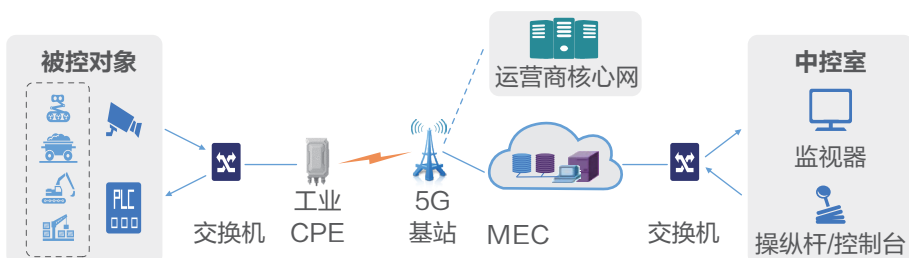 被控对象
PLC
交换机
工业
CPE
5G
基站
运营商核心网
MEC
交换机
中控室
监视器
操纵杆/控制台